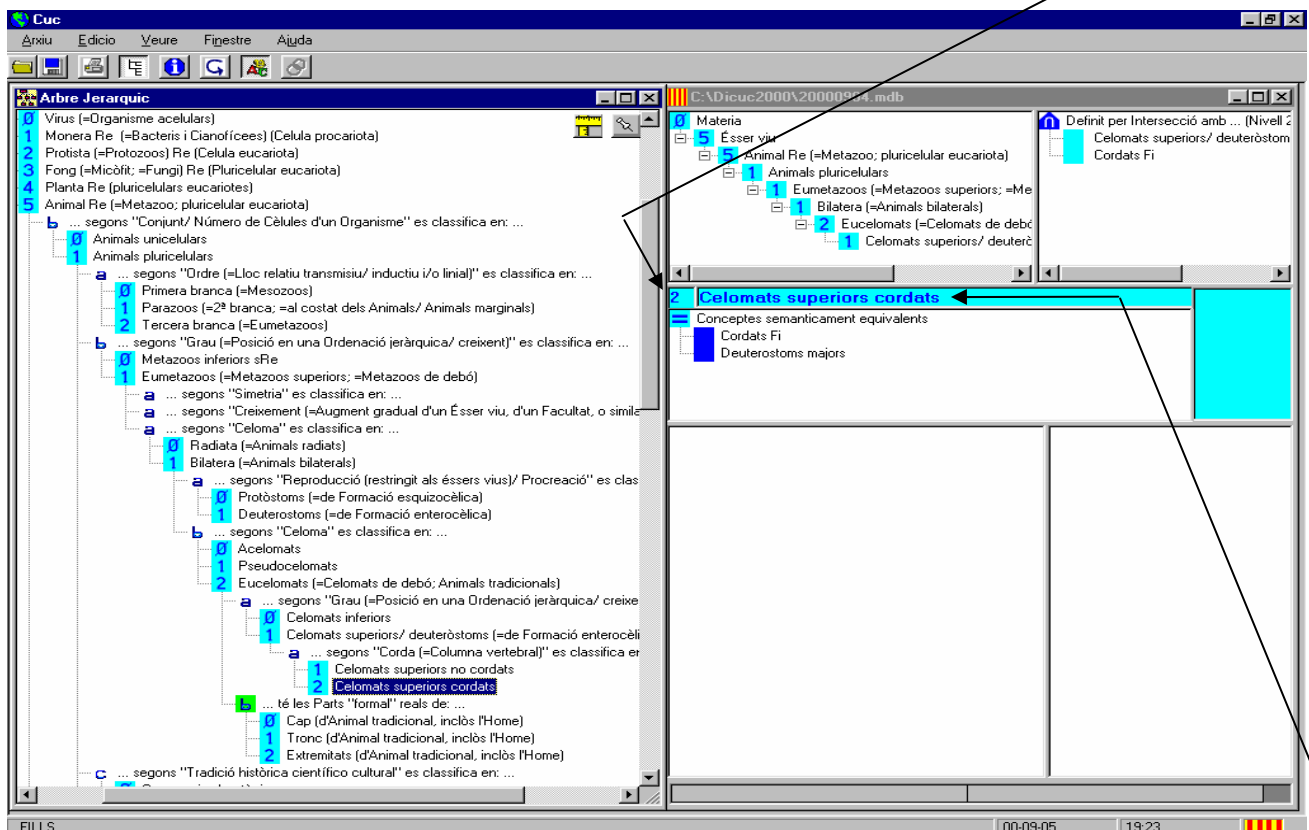 Cuc
Arxiu Edicio Veure Finestre Ajuda
Arbre Jerarquic
0 Virus (=Organisme acelulars)
1 Monera Re (=Bacteris i Cianofícees) (Celula procariota)
2 Protista (=Protozoos) Re (Celula eucariota)
3 Fong (=Micòfit; =Fungi) Re (Pluricelular eucariota)
4 Planta Re (pluricelulars eucariotes)
5 Animal Re (=Metazoo; pluricelular eucariota)
b ... segons "Conjunt/ Número de Cèlules d'un Organisme" es classifica en: ...
0 Animals unicelulars
1 Animals pluricelulars
a ... segons "Ordre (=Lloc relatiu transmisiu/ inductiu i/o linial)" es classifica en: ...
0 Primera branca (=Mesozoos)
1 Parazoos (=2ª branca; =al costat dels Animals/ Animals marginals)
2 Tercera branca (=Eumetazoos)
b ... segons "Grau (=Posició en una Ordenació jeràrquica/ creixent)" es classifica en: ...
0 Metazoos inferiors sRe
1 Eumetazoos (=Metazoos superiors; =Metazoos de debó)
a ... segons "Simetria" es classifica en: ...
a ... segons "Creixement (=Augment gradual d'un Ésser viu, d'un Facultat, o simila
a ... segons "Celoma" es classifica en: ...
0 Radiata (=Animals radiats)
1 Bilatera (=Animals bilaterals)
a ... segons "Reproducció (restringit als éssers vius)/ Procreació" es clas
0 Protòstoms (=de Formació esquizocèlica)
1 Deuterostoms (=de Formació enterocèlica)
b ... segons "Celoma" es classifica en: ...
0 Acelomats
1 Pseudocelomats
2 Eucelomats (=Celomats de debó; Animals tradicionals)
a ... segons "Grau (=Posició en una Ordenació jeràrquica/ creixe
0 Celomats inferiors
1 Celomats superiors/ deuteròstoms (=de Formació enterocèli
a ... segons "Corda (=Columna vertebral)" es classifica er
1 Celomats superiors no cordats
2 Celomats superiors cordats
b ... té les Parts "formal" reals de: ...
0 Cap (d'Animal tradicional, inclòs l'Home)
1 Tronc (d'Animal tradicional, inclòs l'Home)
2 Extremitats (d'Animal tradicional, inclòs l'Home)
c ... segons "Tradició històrica científico cultural" es classifica en: ...
C:\Dicuc2000\20000904.mdb
0 Materia
5 Ésser viu
5 Animal Re (=Metazoo; pluricelular eucariota)
1 Animals pluricelulars
1 Eumetazoos (=Metazoos superiors; =Me
1 Bilatera (=Animals bilaterals)
2 Eucelomats (=Celomats de debó
1 Celomats superiors/ deuterò
Definit per Intersecció amb ... (Nivell 2
Celomats superiors/ deuteròstom
Cordats Fi
2 Celomats superiors cordats
= Conceptes semanticament equivalents
Cordats Fi
Deuterostoms majors
FILLS 00-09-05 19:23